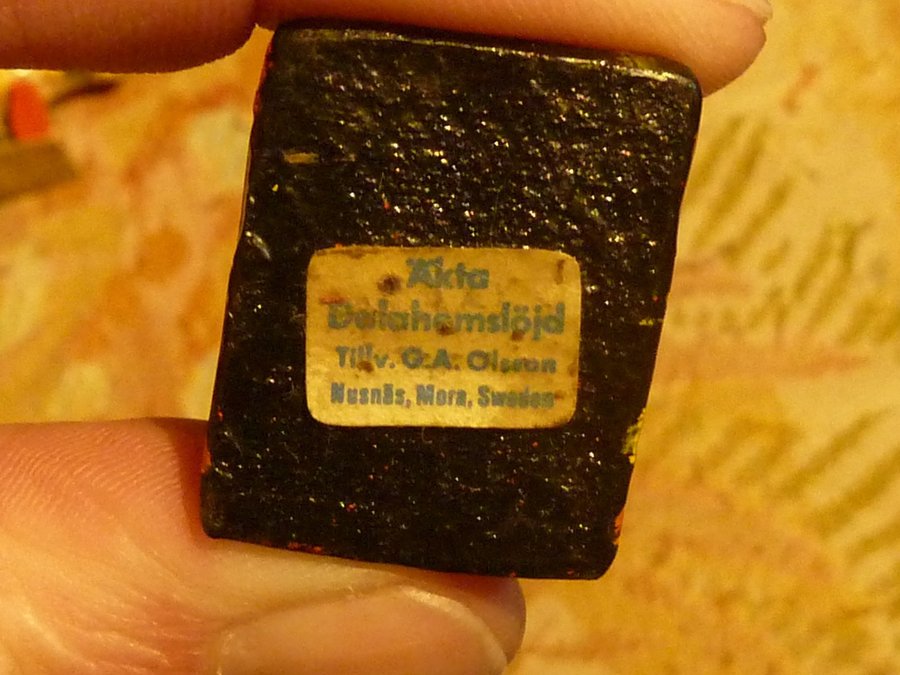 Äkta
Dalahemslöjd
Tillv. G.A. Olsson
Nusnäs, Mora. Sweden